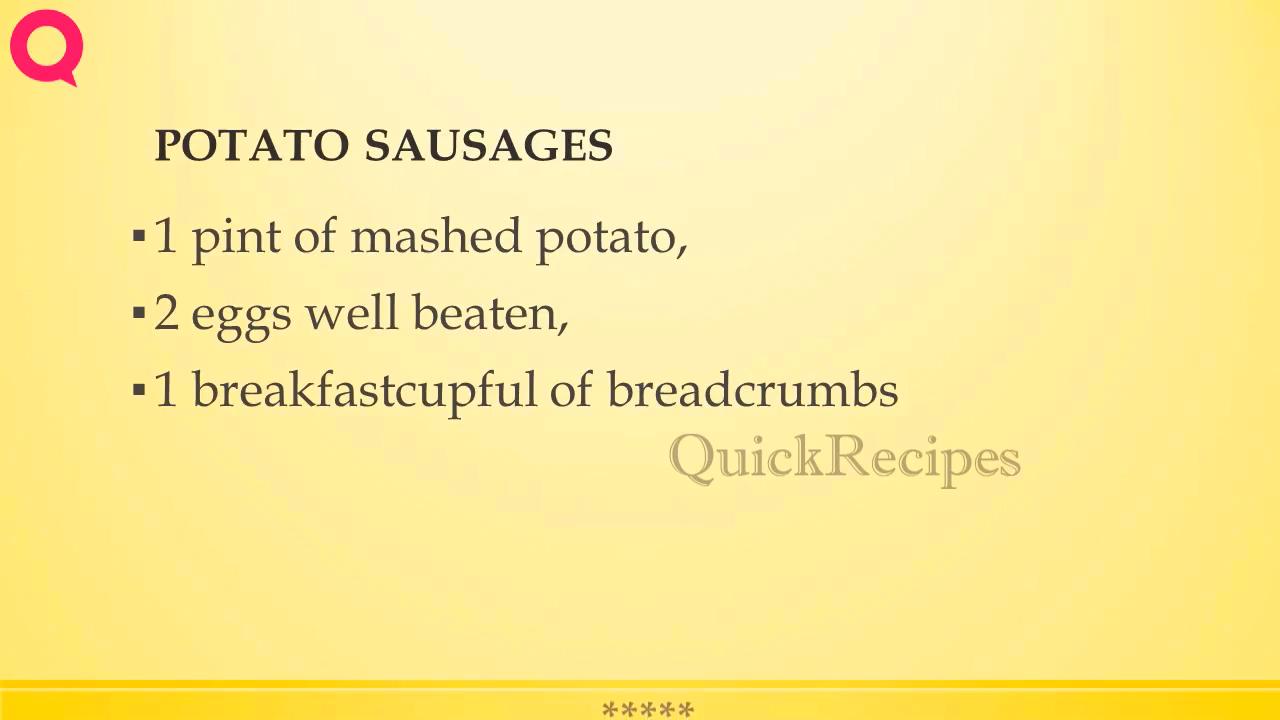 POTATO SAUSAGES
▪1 pint of mashed potato,
▪2 eggs well beaten,
▪1 breakfastcupful of breadcrumbs
QuickRecipes
*****